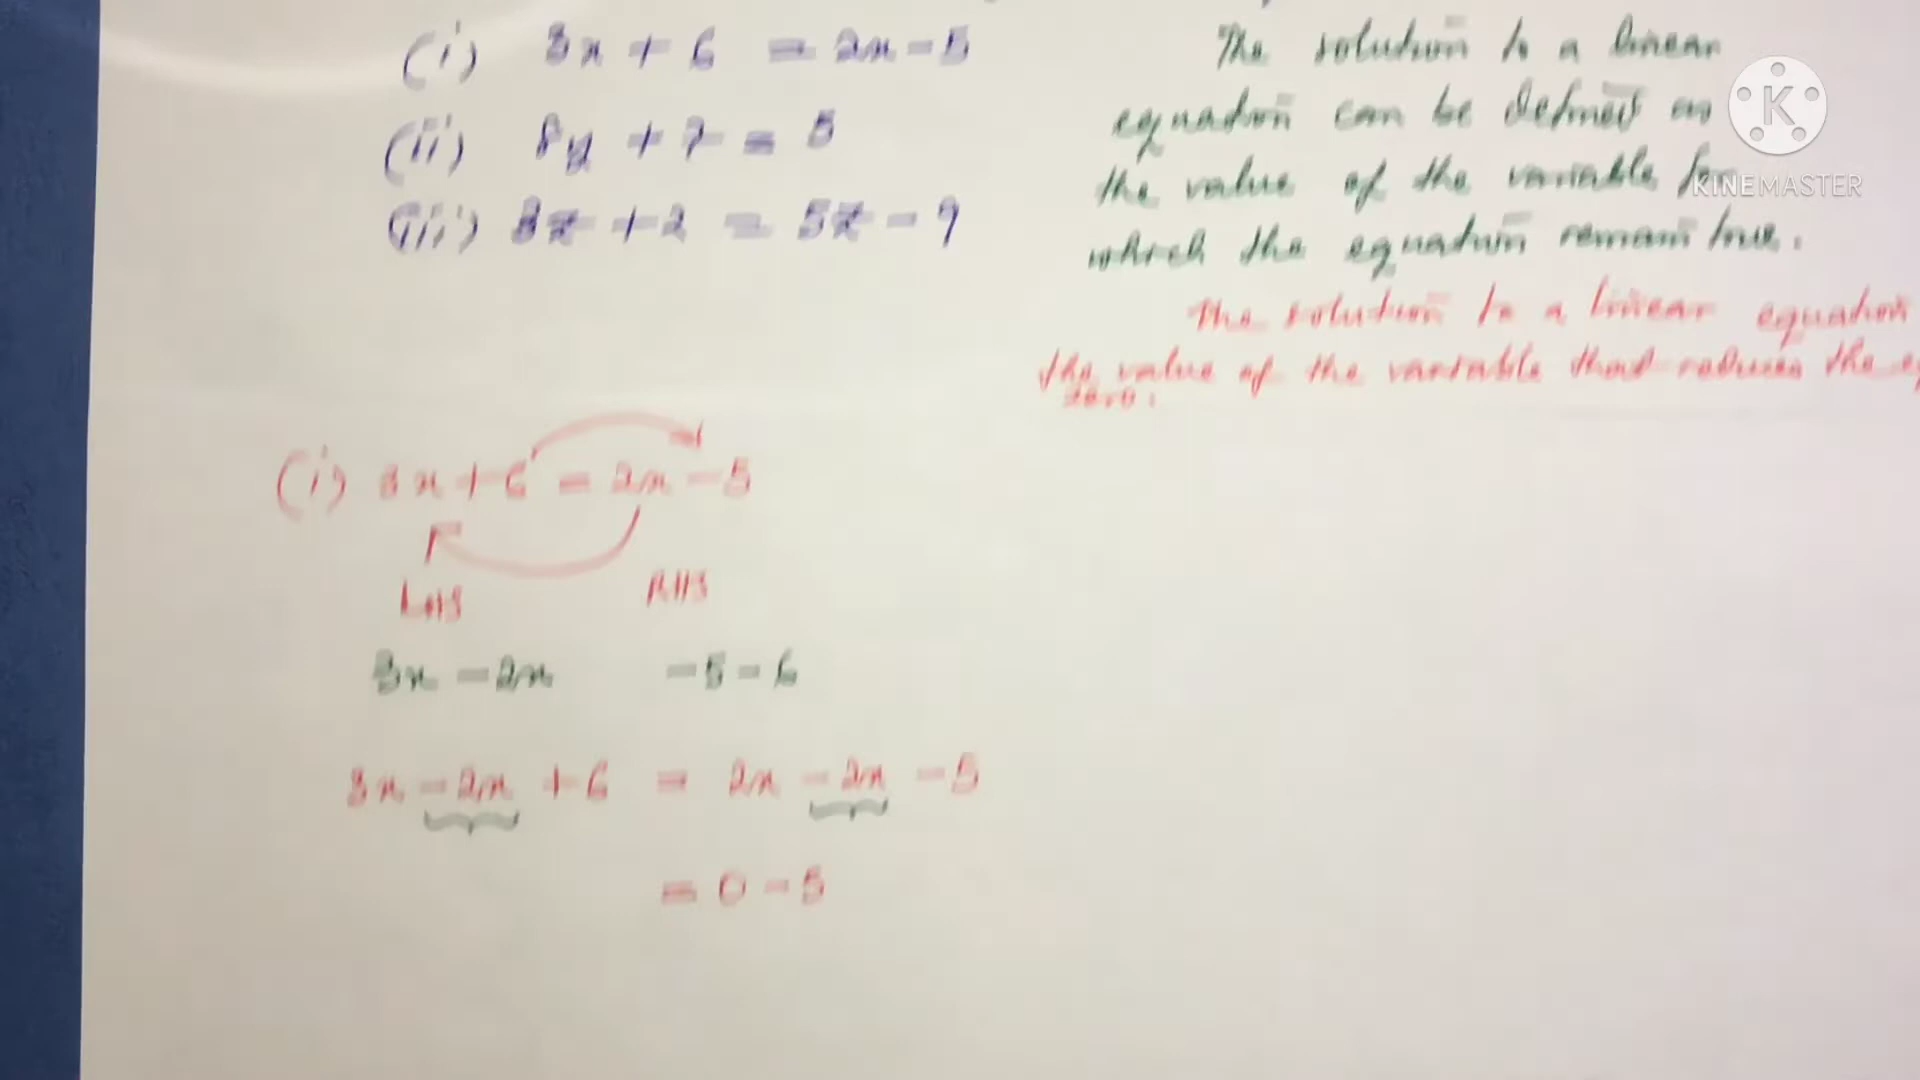 (i) 3x + 6 = 2x - 5
(ii) 8y + 7 = 5
(iii) 3z + 2 = 5z - 9
The solution to a linear
equation can be defined as
the value of the variable for
which the equation remain true.
The solution to a linear equation
the value of the variable that reduces the
zero.
(i) 3x + 6 = 2x - 5
LHS RHS
3x - 2x - 5 - 6
3x - 2x + 6 = 2x - 2x - 5
= 0 - 5
K
KINEMASTER